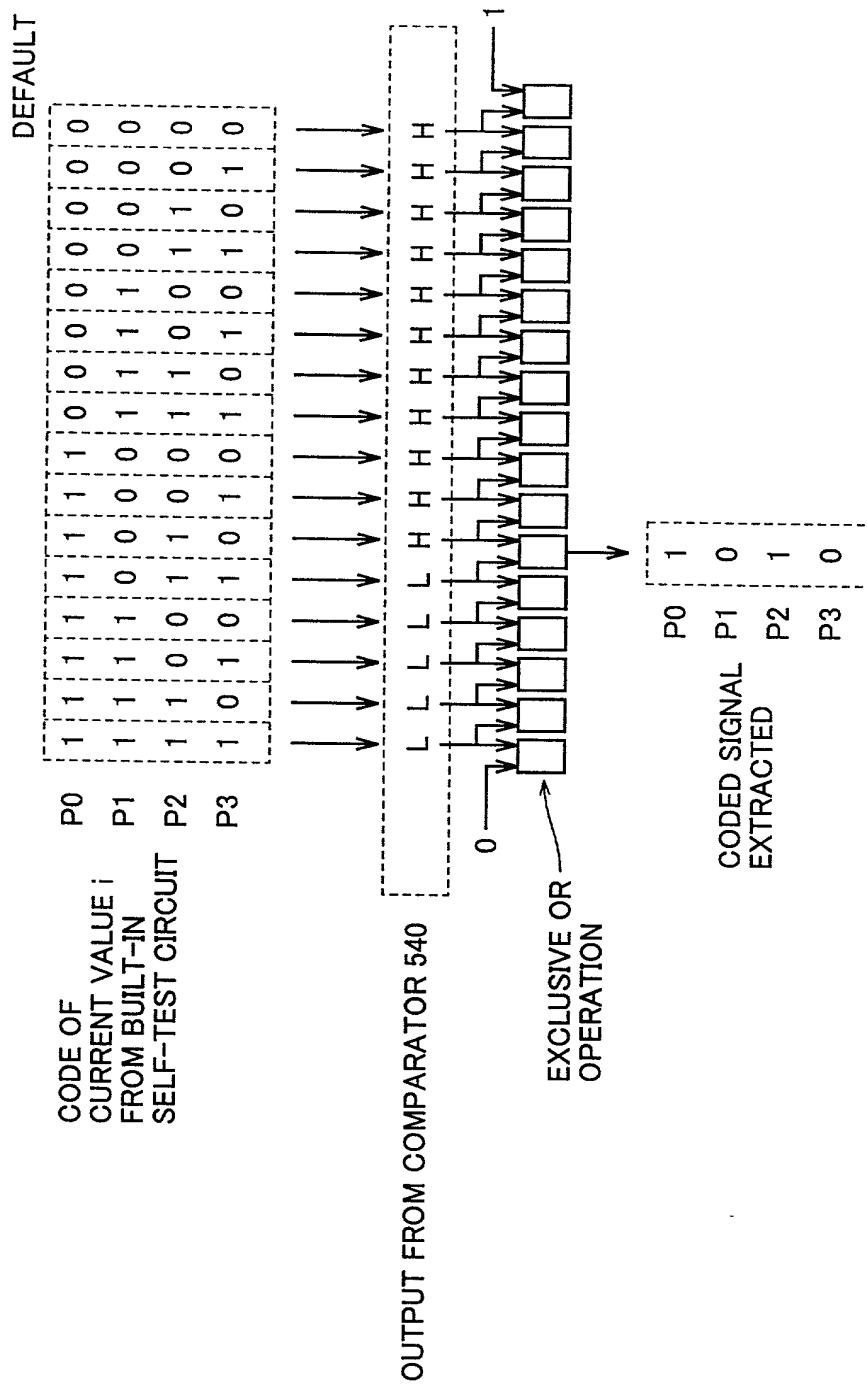 DEFAULT
CODE OF
CURRENT VALUE i
FROM BUILT-IN
SELF-TEST CIRCUIT
P0 1 1 1 1 1 1 1 1 0 0 0 0 0 0 0 0
P1 1 1 1 1 0 0 0 0 1 1 1 1 0 0 0 0
P2 1 1 0 0 1 1 0 0 1 1 0 0 1 1 0 0
P3 1 0 1 0 1 0 1 0 1 0 1 0 1 0 1 0
OUTPUT FROM COMPARATOR 540
L L L L L H H H H H H H H H H H
0
1
EXCLUSIVE OR
OPERATION
CODED SIGNAL
EXTRACTED
P0 1
P1 0
P2 1
P3 0